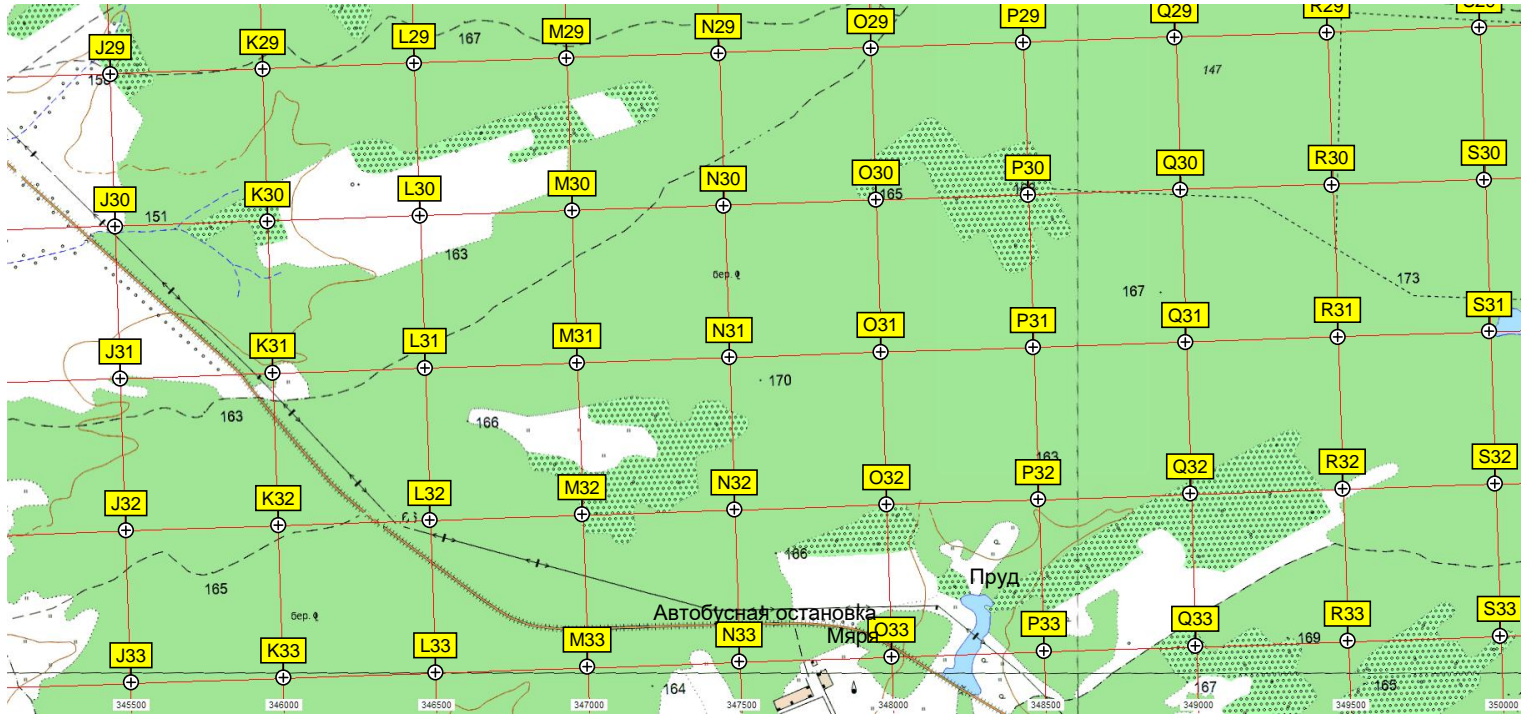 J29
K29
L29
167
M29
N29
O29
P29
Q29
R29
147
J30
151
K30
L30
163
M30
N30
O30
165
P30
Q30
R30
S30
бер.
167
173
J31
K31
L31
M31
N31
O31
P31
Q31
R31
S31
163
166
170
163
J32
K32
L32
M32
N32
O32
P32
Q32
R32
S32
165
166
Пруд
бер.
Автобусная остановка
Мяря
J33
K33
L33
M33
N33
O33
P33
Q33
R33
S33
169
164
167
165
345500
346000
346500
347000
347500
348000
348500
349000
349500
350000